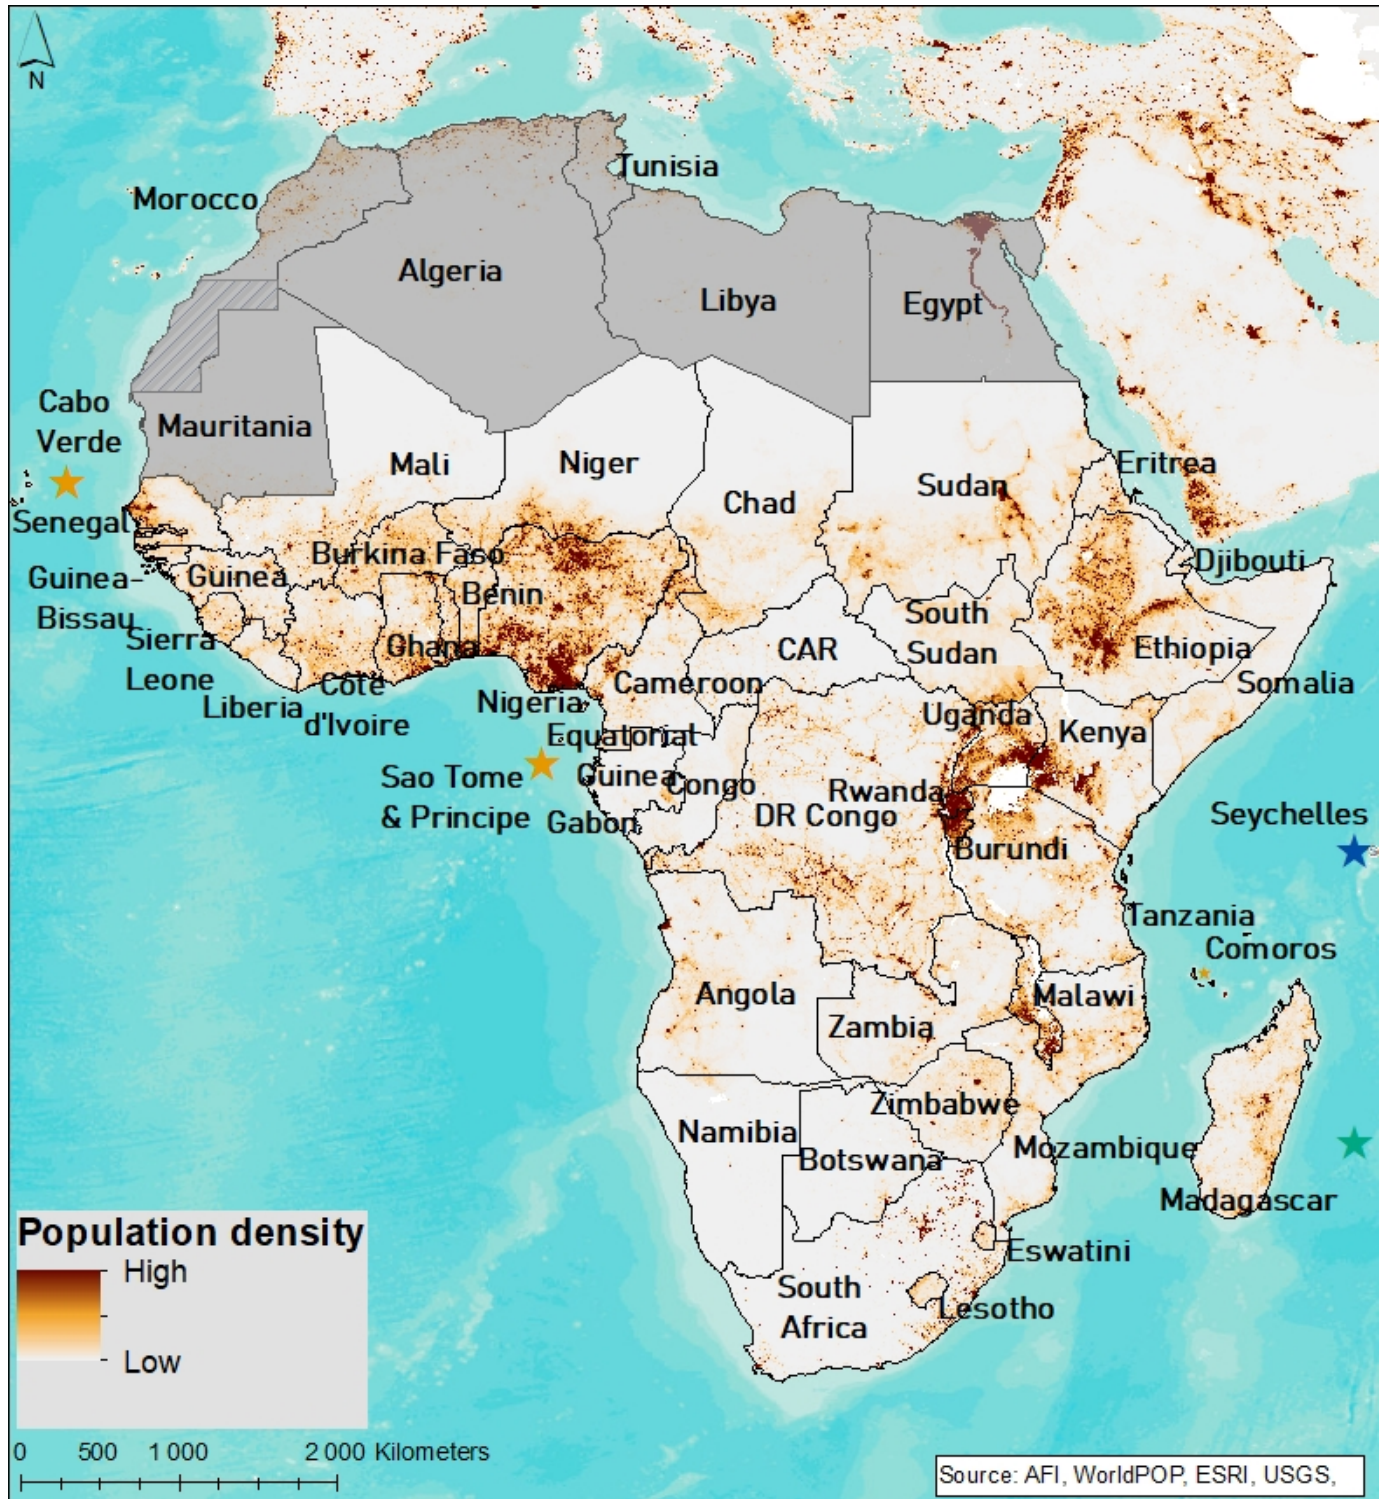 N
Tunisia
Morocco
Algeria
Libya
Egypt
Cabo
Verde
Mauritania
Mali
Niger
Chad
Sudan
Eritrea
Senegal
Burkina Faso
Djibouti
Guinea-
Bissau
Guinea
Benin
South
Sudan
Sierra
Leone
Ghana
CAR
Ethiopia
Liberia
Côte
d'Ivoire
Nigeria
Cameroon
Somalia
Uganda
Kenya
Equatorial
Guinea
Sao Tome
& Principe
Congo
Gabon
DR Congo
Rwanda
Burundi
Seychelles
Tanzania
Comoros
Angola
Malawi
Zambia
Zimbabwe
Namibia
Botswana
Mozambique
Madagascar
Eswatini
South
Africa
Lesotho
Population density
High
Low
0 500 1 000 2 000 Kilometers
Source: AFI, WorldPOP, ESRI, USGS,